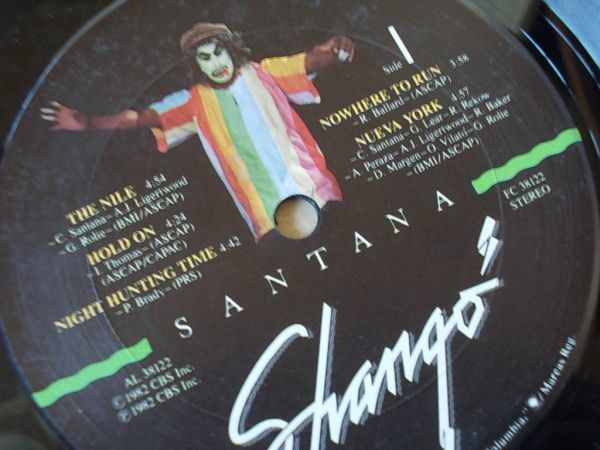 Side 1
THE NILE 4:54
=C. Santana=A.J. Ligertwood
=G. Rolie= (BMI/ASCAP)
HOLD ON 4:24
=I. Thomas= (ASCAP)
(ASCAP/CAPAC)
NIGHT HUNTING TIME 4:42
=P. Brady= (PRS)
NOWHERE TO RUN 3:58
=R. Ballard= (ASCAP)
NUEVA YORK 4:57
=C. Santana=G. Lear=R. Rekow
=A. Peraza=A.J. Ligertwood=R. Baker
=D. Margen=O. Vilató=G. Rolie
=(BMI/ASCAP)
FC 38122
STEREO
SANTANA
Shangó
AL 38122
©1982 CBS Inc.
℗1982 CBS Inc.
Columbia," /Marcas Reg.